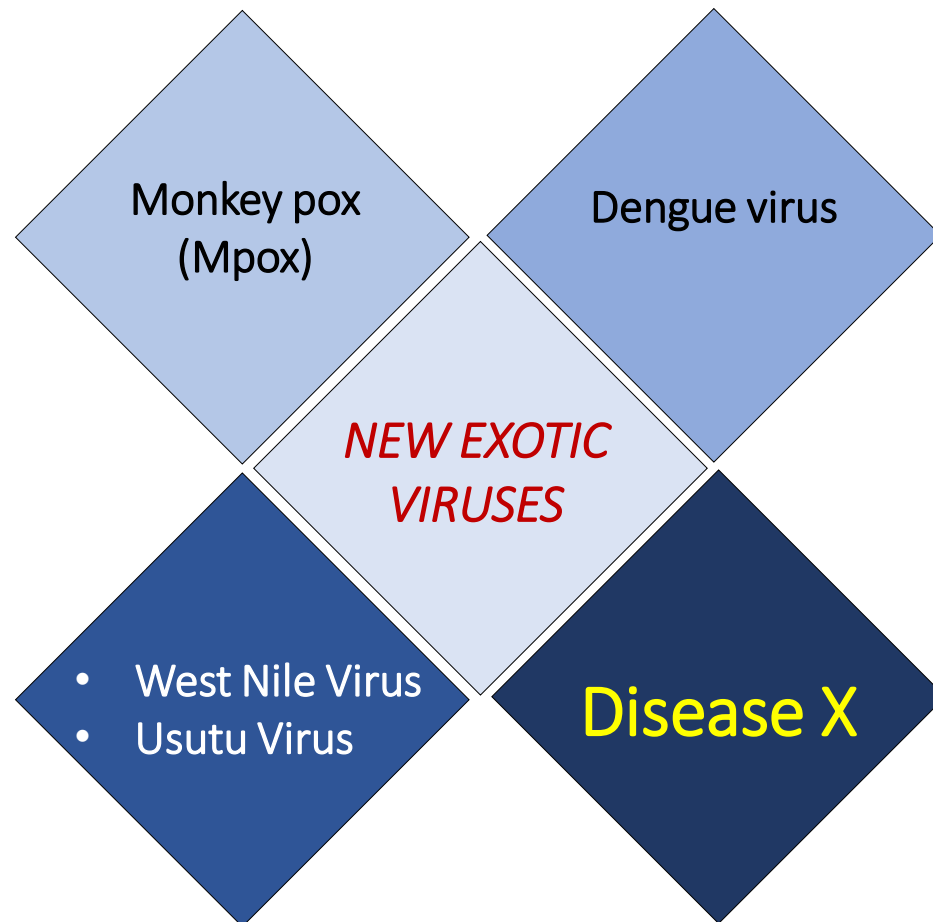 Monkey pox
(Mpox)
Dengue virus
NEW EXOTIC
VIRUSES
• West Nile Virus
• Usutu Virus
Disease X